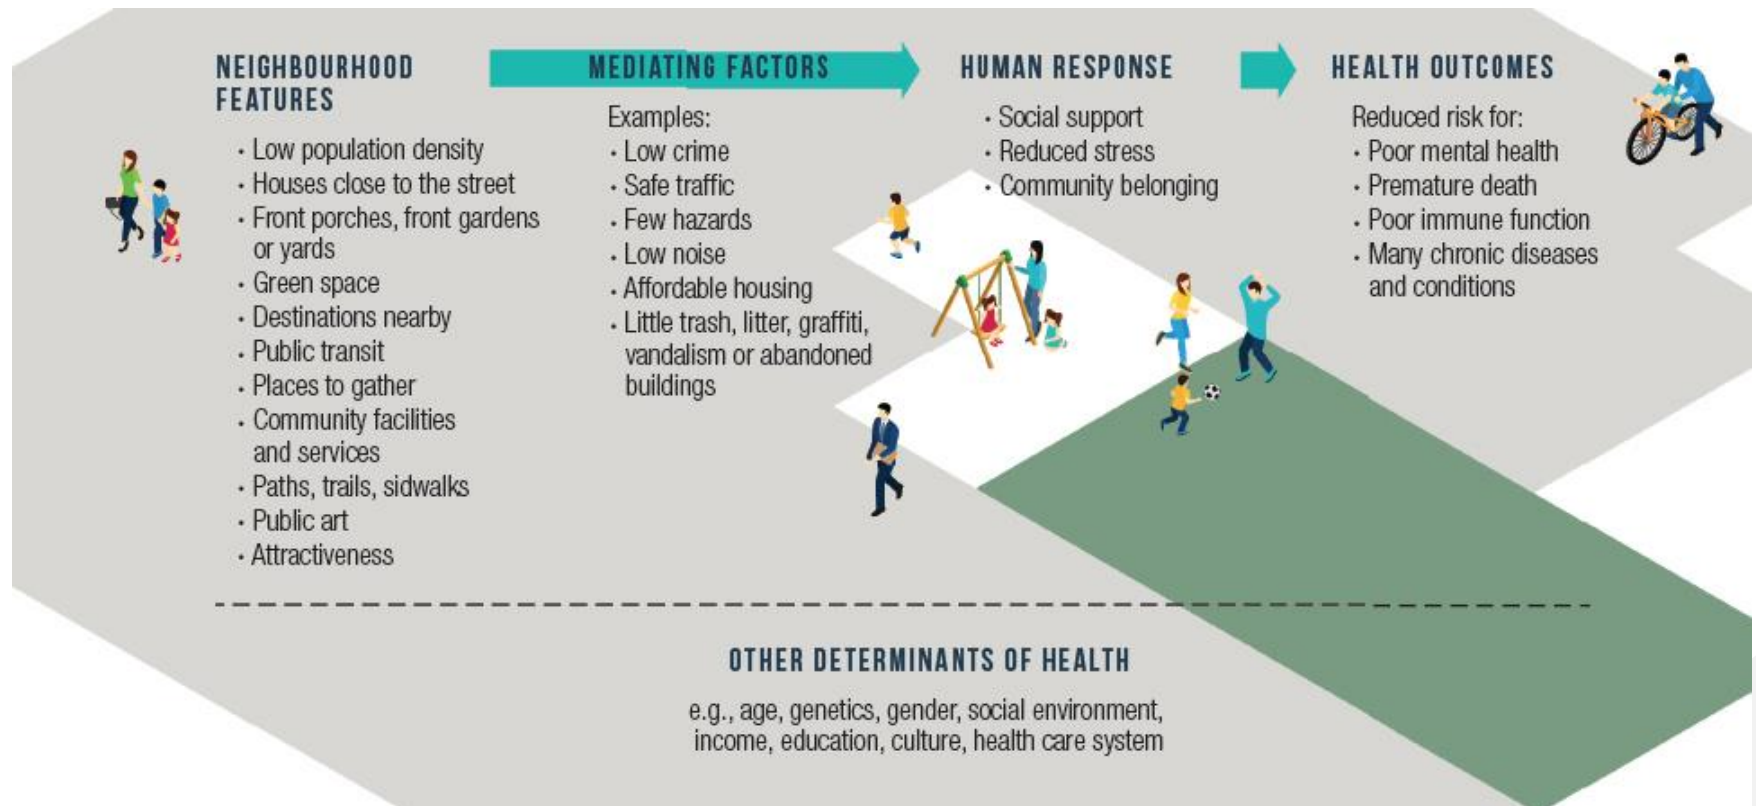 NEIGHBOURHOOD
FEATURES
• Low population density
• Houses close to the street
• Front porches, front gardens
or yards
• Green space
• Destinations nearby
• Public transit
• Places to gather
• Community facilities
and services
• Paths, trails, sidwalks
• Public art
• Attractiveness
MEDIATING FACTORS
Examples:
• Low crime
• Safe traffic
• Few hazards
• Low noise
• Affordable housing
• Little trash, litter, graffiti,
vandalism or abandoned
buildings
HUMAN RESPONSE
• Social support
• Reduced stress
• Community belonging
HEALTH OUTCOMES
Reduced risk for:
• Poor mental health
• Premature death
• Poor immune function
• Many chronic diseases
and conditions
OTHER DETERMINANTS OF HEALTH
e.g., age, genetics, gender, social environment,
income, education, culture, health care system